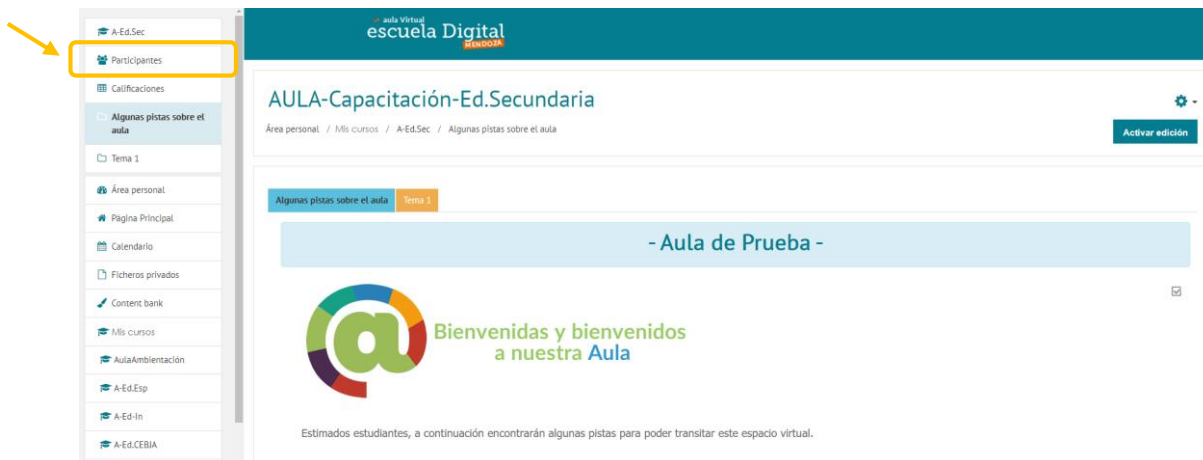 A-Ed.Sec
Participantes
Calificaciones
Algunas pistas sobre el
aula
Tema 1
Área personal
Página Principal
Calendario
Ficheros privados
Content bank
Mis cursos
AulaAmbientación
A-Ed.Esp
A-Ed-In
A-Ed.CEBJA
aula Virtual
escuela Digital
MENDOZA
AULA-Capacitación-Ed.Secundaria
Área personal / Mis cursos / A-Ed.Sec / Algunas pistas sobre el aula
Activar edición
Algunas pistas sobre el aula Tema 1
- Aula de Prueba -
Bienvenidas y bienvenidos
a nuestra Aula
Estimados estudiantes, a continuación encontrarán algunas pistas para poder transitar este espacio virtual.